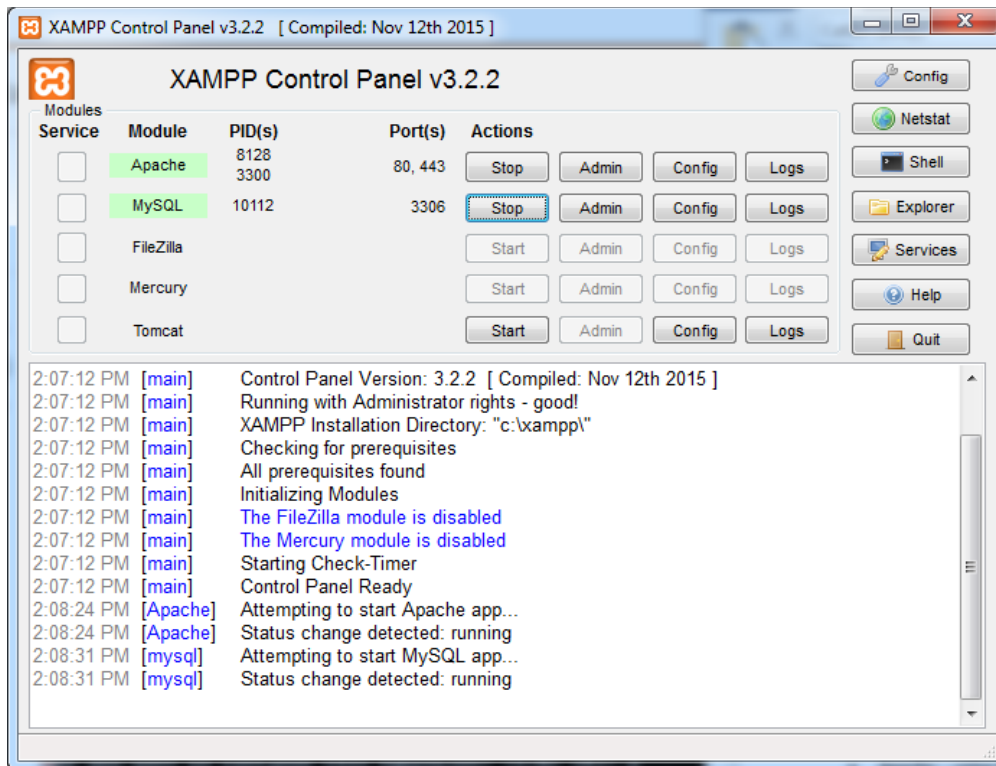 XAMPP Control Panel v3.2.2 [ Compiled: Nov 12th 2015 ]
XAMPP Control Panel v3.2.2
Config
Modules
Service Module PID(s) Port(s) Actions
Netstat
Apache 8128 3300 80, 443 Stop Admin Config Logs
Shell
MySQL 10112 3306 Stop Admin Config Logs
Explorer
FileZilla Start Admin Config Logs
Services
Mercury Start Admin Config Logs
Help
Tomcat Start Admin Config Logs
Quit
2:07:12 PM [main] Control Panel Version: 3.2.2 [ Compiled: Nov 12th 2015 ]
2:07:12 PM [main] Running with Administrator rights - good!
2:07:12 PM [main] XAMPP Installation Directory: "c:\xampp\"
2:07:12 PM [main] Checking for prerequisites
2:07:12 PM [main] All prerequisites found
2:07:12 PM [main] Initializing Modules
2:07:12 PM [main] The FileZilla module is disabled
2:07:12 PM [main] The Mercury module is disabled
2:07:12 PM [main] Starting Check-Timer
2:07:12 PM [main] Control Panel Ready
2:08:24 PM [Apache] Attempting to start Apache app...
2:08:24 PM [Apache] Status change detected: running
2:08:31 PM [mysql] Attempting to start MySQL app...
2:08:31 PM [mysql] Status change detected: running